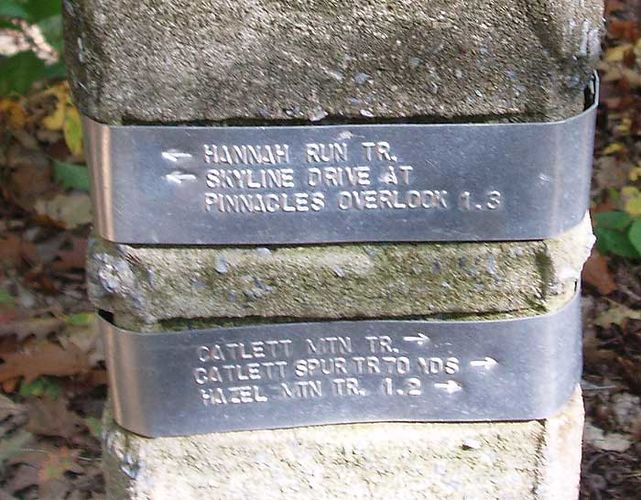 ← HANNAH RUN TR.
← SKYLINE DRIVE AT
PINNACLES OVERLOOK 1.3
CATLETT MTN TR. →
CATLETT SPUR TR 70 YDS →
HAZEL MTN TR. 1.2 →